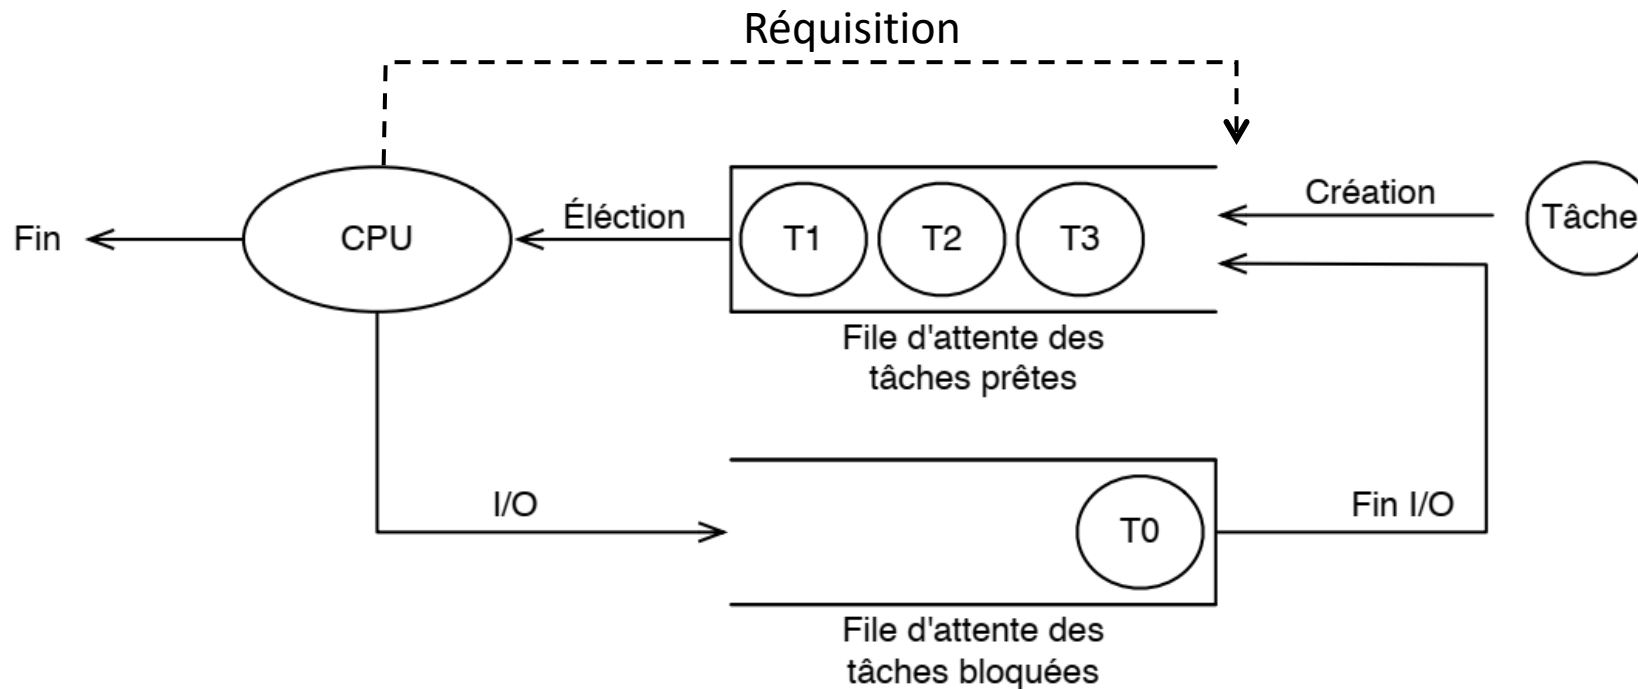 Réquisition
Fin
CPU
Éléction
T1
T2
T3
Création
Tâche
File d'attente des
tâches prêtes
I/O
T0
Fin I/O
File d'attente des
tâches bloquées